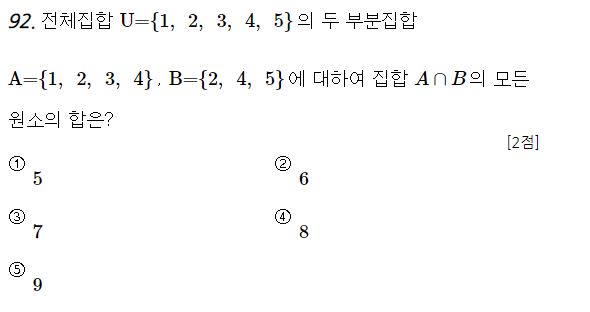 92. 전체집합 U={1, 2, 3, 4, 5}의 두 부분집합
A={1, 2, 3, 4}, B={2, 4, 5}에 대하여 집합 A∩B의 모든
원소의 합은?
[2점]
① 5 ② 6
③ 7 ④ 8
⑤ 9